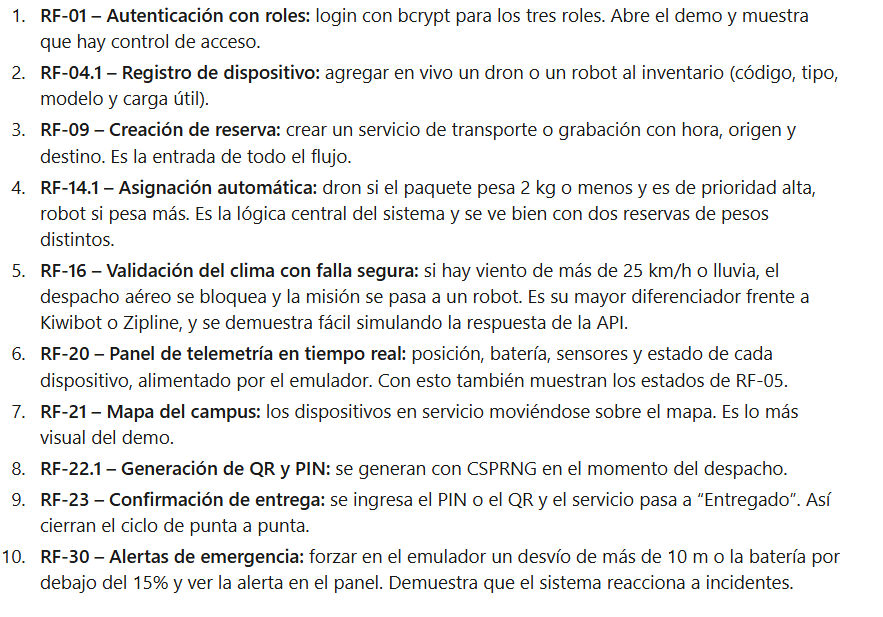 1. RF-01 – Autenticación con roles: login con bcrypt para los tres roles. Abre el demo y muestra
que hay control de acceso.
2. RF-04.1 – Registro de dispositivo: agregar en vivo un dron o un robot al inventario (código, tipo,
modelo y carga útil).
3. RF-09 – Creación de reserva: crear un servicio de transporte o grabación con hora, origen y
destino. Es la entrada de todo el flujo.
4. RF-14.1 – Asignación automática: dron si el paquete pesa 2 kg o menos y es de prioridad alta,
robot si pesa más. Es la lógica central del sistema y se ve bien con dos reservas de pesos
distintos.
5. RF-16 – Validación del clima con falla segura: si hay viento de más de 25 km/h o lluvia, el
despacho aéreo se bloquea y la misión se pasa a un robot. Es su mayor diferenciador frente a
Kiwibot o Zipline, y se demuestra fácil simulando la respuesta de la API.
6. RF-20 – Panel de telemetría en tiempo real: posición, batería, sensores y estado de cada
dispositivo, alimentado por el emulador. Con esto también muestran los estados de RF-05.
7. RF-21 – Mapa del campus: los dispositivos en servicio moviéndose sobre el mapa. Es lo más
visual del demo.
8. RF-22.1 – Generación de QR y PIN: se generan con CSPRNG en el momento del despacho.
9. RF-23 – Confirmación de entrega: se ingresa el PIN o el QR y el servicio pasa a “Entregado”. Así
cierran el ciclo de punta a punta.
10. RF-30 – Alertas de emergencia: forzar en el emulador un desvío de más de 10 m o la batería por
debajo del 15% y ver la alerta en el panel. Demuestra que el sistema reacciona a incidentes.